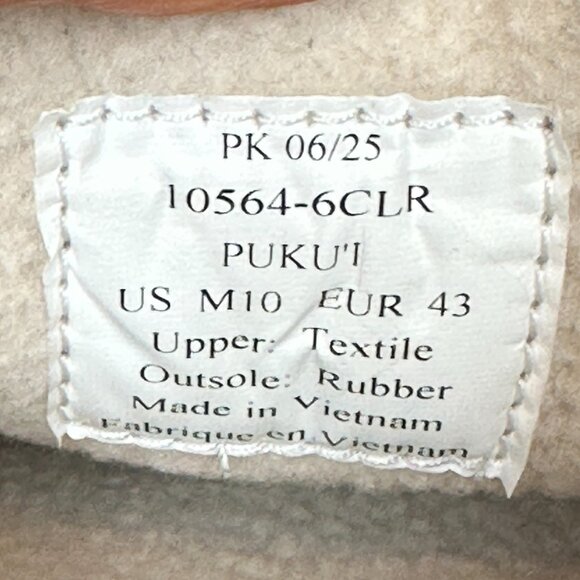 PK 06/25
10564-6CLR
PUKU'I
US M10 EUR 43
Upper: Textile
Outsole: Rubber
Made in Vietnam
Fabrique en Vietnam